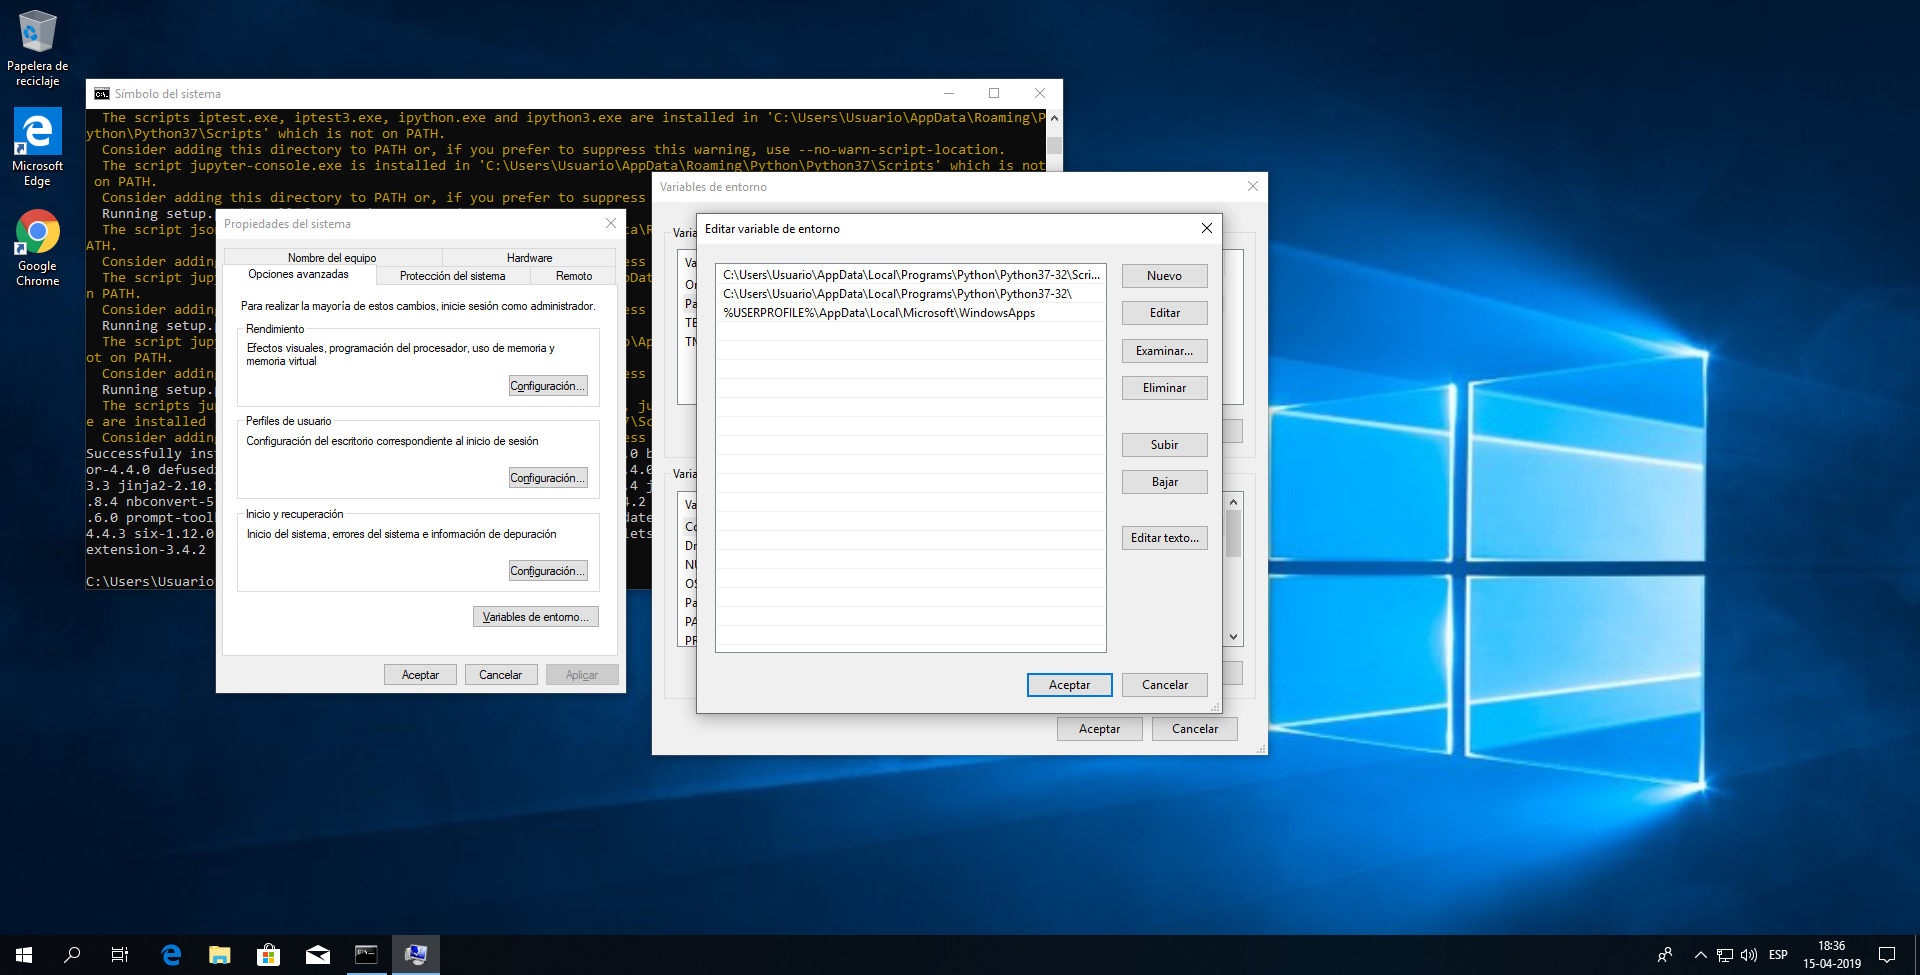 Papelera de
reciclaje
Microsoft
Edge
Google
Chrome
Símbolo del sistema
The scripts iptest.exe, iptest3.exe, ipython.exe and ipython3.exe are installed in 'C:\Users\Usuario\AppData\Roaming\P
ython\Python37\Scripts' which is not on PATH.
Consider adding this directory to PATH or, if you prefer to suppress this warning, use --no-warn-script-location.
The script jupyter-console.exe is installed in 'C:\Users\Usuario\AppData\Roaming\Python\Python37\Scripts' which is not
on PATH.
Consider adding this directory to PATH or, if you prefer to suppress
Running setup.
The script
ATH.
Consider
The script
n PATH.
Consider
Running setup.
The script
ot on PATH.
Consider
Running setup.
The scripts
e are installed
Consider
Successfully
or-4.4.0
3.3 jinja2-2.10.
.8.4 nbconvert-5
.6.0
4.4.3 six-1.12.0
extension-3.4.2
C:\Users\Usuario
Propiedades del sistema
Nombre del equipo
Hardware
Opciones avanzadas
Protección del sistema
Remoto
Para realizar la mayoría de estos cambios, inicie sesión como administrador.
Rendimiento
Efectos visuales, programación del procesador, uso de memoria y
memoria virtual
Configuración...
Perfiles de usuario
Configuración del escritorio correspondiente al inicio de sesión
Configuración...
Inicio y recuperación
Inicio del sistema, errores del sistema e información de depuración
Configuración...
Variables de entorno...
Aceptar
Cancelar
Aplicar
Variables de entorno
Editar variable de entorno
C:\Users\Usuario\AppData\Local\Programs\Python\Python37-32\Scri...
C:\Users\Usuario\AppData\Local\Programs\Python\Python37-32\
%USERPROFILE%\AppData\Local\Microsoft\WindowsApps
Nuevo
Editar
Examinar...
Eliminar
Subir
Bajar
Editar texto...
Aceptar
Cancelar
Aceptar
Cancelar
ESP
18:36
15-04-2019